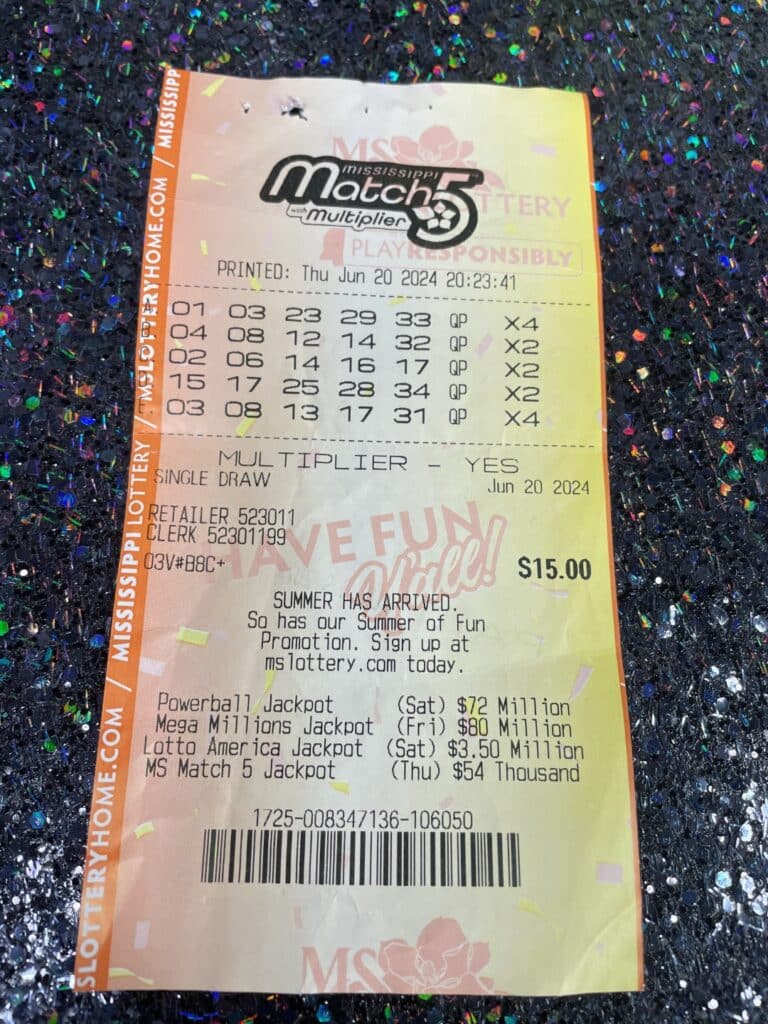 MISSISSIPPI
Match 5
with multiplier
MS LOTTERY
PLAY RESPONSIBLY
PRINTED: Thu Jun 20 2024 20:23:41
A. 01 03 23 29 33 QP X4
B. 04 08 12 14 32 QP X2
02 06 14 16 17 QP X2
15 17 25 28 34 QP X2
03 08 13 17 31 QP X4
MULTIPLIER - YES
SINGLE DRAW Jun 20 2024
RETAILER 523011
CLERK 52301199
HAVE FUN
Y'all!
03V#B8C+ $15.00
SUMMER HAS ARRIVED.
So has our Summer of Fun
Promotion. Sign up at
mslottery.com today.
Powerball Jackpot (Sat) $72 Million
Mega Millions Jackpot (Fri) $80 Million
Lotto America Jackpot (Sat) $3.50 Million
MS Match 5 Jackpot (Thu) $54 Thousand
1725-008347136-106050
MS
SLOTTERYHOME.COM / MISSISSIPPI LOTTERY / MSLOTTERYHOME.COM / MISSISSIPP